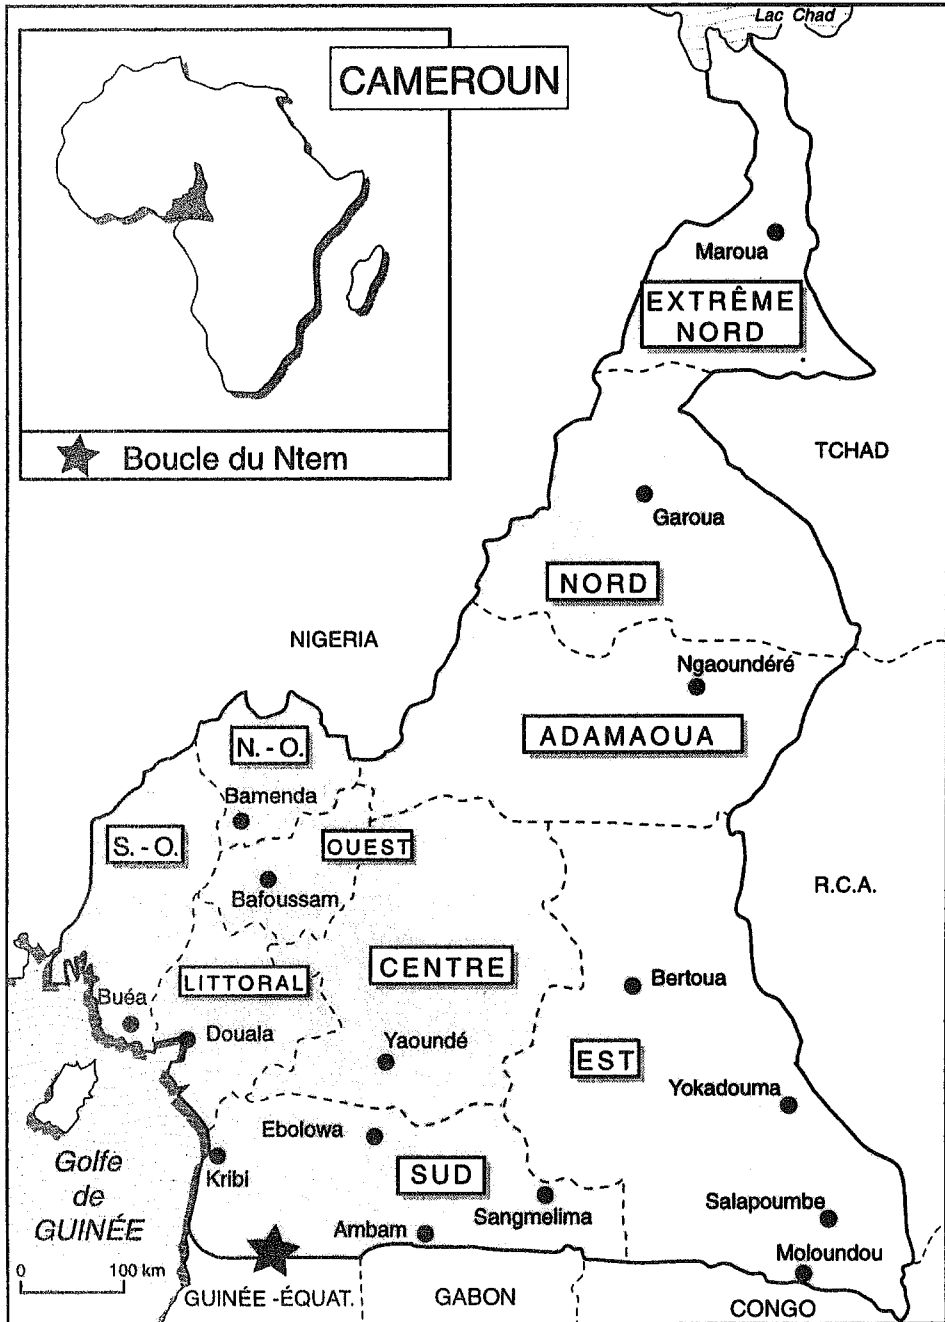 Lac Chad
CAMEROUN
Maroua
EXTRÊME
NORD
Boucle du Ntem
TCHAD
Garoua
NORD
NIGERIA
Ngaoundéré
N.-O.
ADAMAOUA
Bamenda
S.-O.
OUEST
Bafoussam
R.C.A.
CENTRE
LITTORAL
Bertoua
Buéa
Douala
Yaoundé
EST
Yokadouma
Ebolowa
Golfe
de
GUINÉE
Kribi
SUD
Sangmelima
Salapoumbe
Ambam
Moloundou
0 100 km
GUINÉE -ÉQUAT.
GABON
CONGO